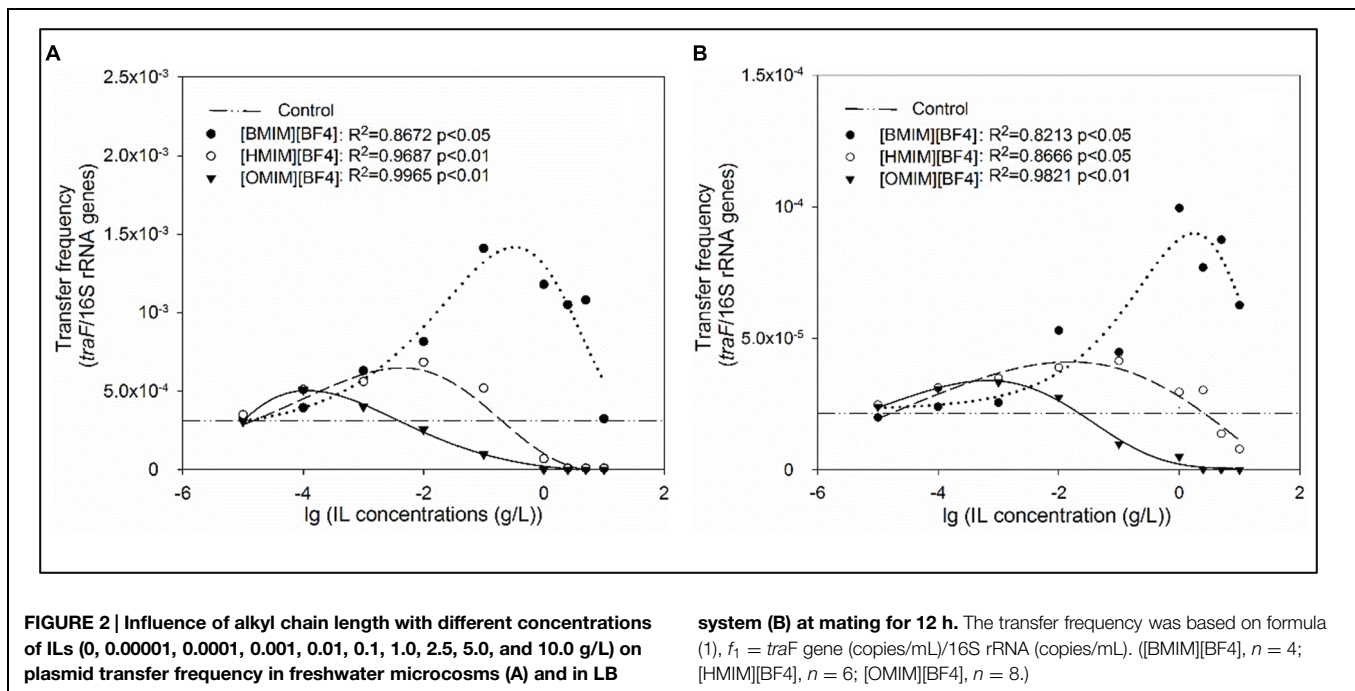 A
2.5x10-3
2.0x10-3
1.5x10-3
10-3
5.0x10-4
0
Transfer frequency
(traF/16S rRNA genes)
Control
[BMIM][BF4]: R2=0.8672 p<0.05
[HMIM][BF4]: R2=0.9687 p<0.01
[OMIM][BF4]: R2=0.9965 p<0.01
-6 -4 -2 0 2
lg (IL concentrations (g/L))
B
1.5x10-4
10-4
5.0x10-5
0
Transfer frequency
(traF/16S rRNA genes)
Control
[BMIM][BF4]: R2=0.8213 p<0.05
[HMIM][BF4]: R2=0.8666 p<0.05
[OMIM][BF4]: R2=0.9821 p<0.01
-6 -4 -2 0 2
lg (IL concentration (g/L))
FIGURE 2 | Influence of alkyl chain length with different concentrations
of ILs (0, 0.00001, 0.0001, 0.001, 0.01, 0.1, 1.0, 2.5, 5.0, and 10.0 g/L) on
plasmid transfer frequency in freshwater microcosms (A) and in LB
system (B) at mating for 12 h. The transfer frequency was based on formula
(1), f1 = traF gene (copies/mL)/16S rRNA (copies/mL). ([BMIM][BF4], n = 4;
[HMIM][BF4], n = 6; [OMIM][BF4], n = 8.)